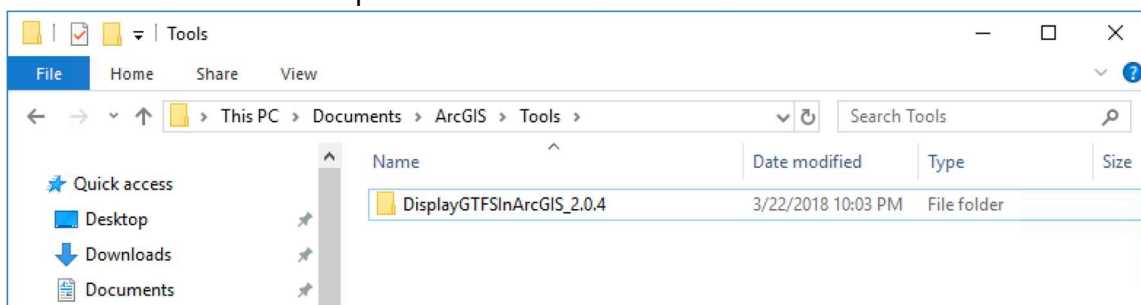 Tools
File Home Share View
This PC > Documents > ArcGIS > Tools > Search Tools
Name Date modified Type Size
Quick access
DisplayGTFSInArcGIS_2.0.4 3/22/2018 10:03 PM File folder
Desktop
Downloads
Documents